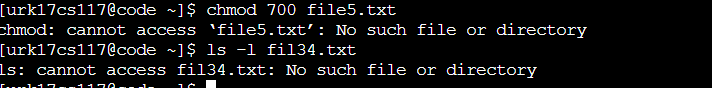 [urk17cs117@code ~]$ chmod 700 file5.txt
chmod: cannot access ‘file5.txt’: No such file or directory
[urk17cs117@code ~]$ ls -l fil34.txt
ls: cannot access fil34.txt: No such file or directory
[urk17cs117@code ~]$